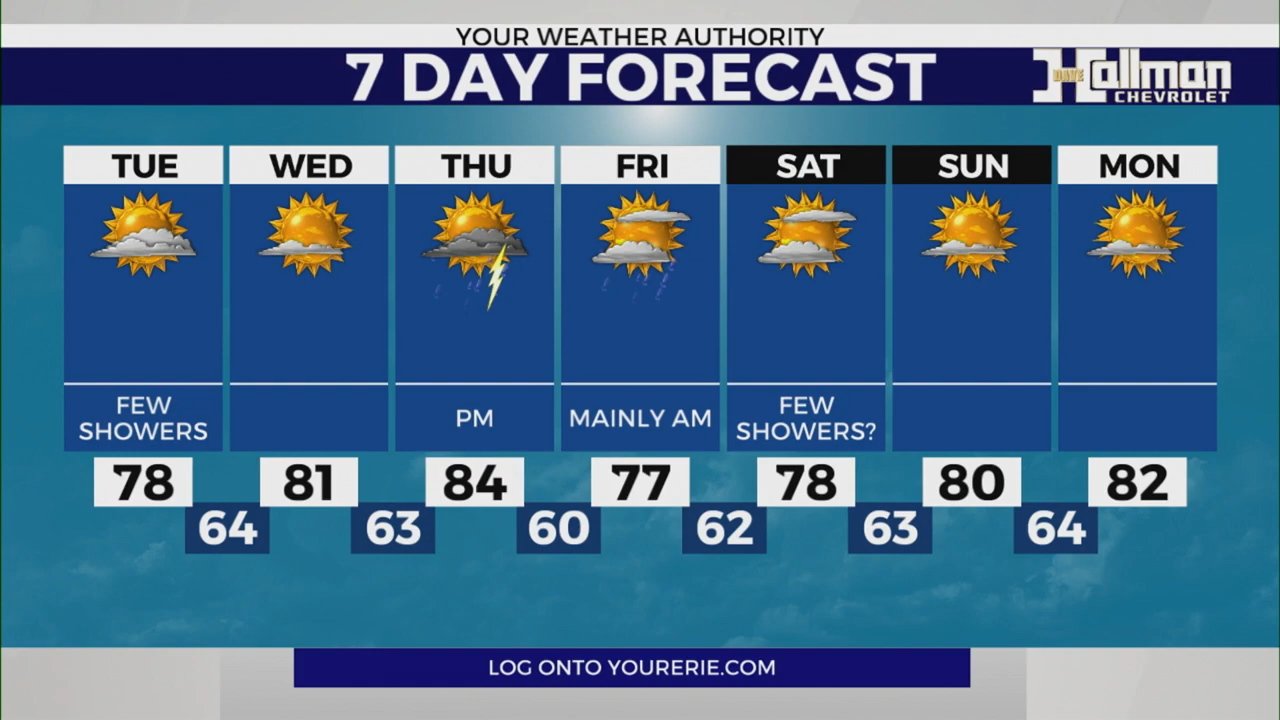 YOUR WEATHER AUTHORITY
7 DAY FORECAST
DAVE
Hallman
CHEVROLET
TUE WED THU FRI SAT SUN MON
FEW SHOWERS
PM
MAINLY AM
FEW SHOWERS?
78 81 84 77 78 80 82
64 63 60 62 63 64
LOG ONTO YOURERIE.COM